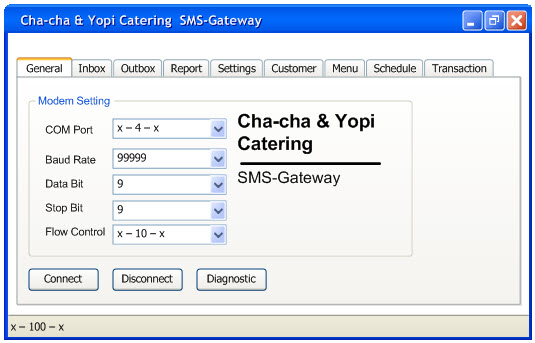 Cha-cha & Yopi Catering SMS-Gateway
General Inbox Outbox Report Settings Customer Menu Schedule Transaction
Modem Setting
COM Port x – 4 – x
Baud Rate 99999
Data Bit 9
Stop Bit 9
Flow Control x – 10 – x
Cha-cha & Yopi
Catering
SMS-Gateway
Connect Disconnect Diagnostic
x – 100 – x